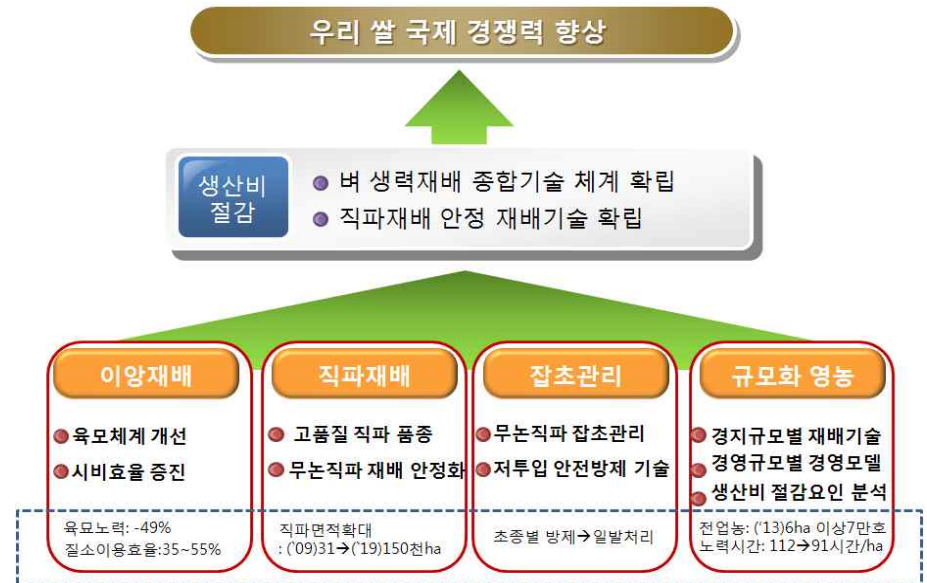 우리 쌀 국제 경쟁력 향상
생산비
절감
벼 생력재배 종합기술 체계 확립
직파재배 안정 재배기술 확립
이앙재배
육모체계 개선
시비효율 증진
육묘노력: -49%
질소이용효율:35~55%
직파재배
고품질 직파 품종
무논직파 재배 안정화
직파면적확대
: (‘09)31→(‘19)150천ha
잡초관리
무논직파 잡초관리
저투입 안전방제 기술
초종별 방제→일발처리
규모화 영농
경지규모별 재배기술
경영규모별 경영모델
생산비 절감요인 분석
전업농: (‘13)6ha 이상7만호
노력시간: 112→91시간/ha